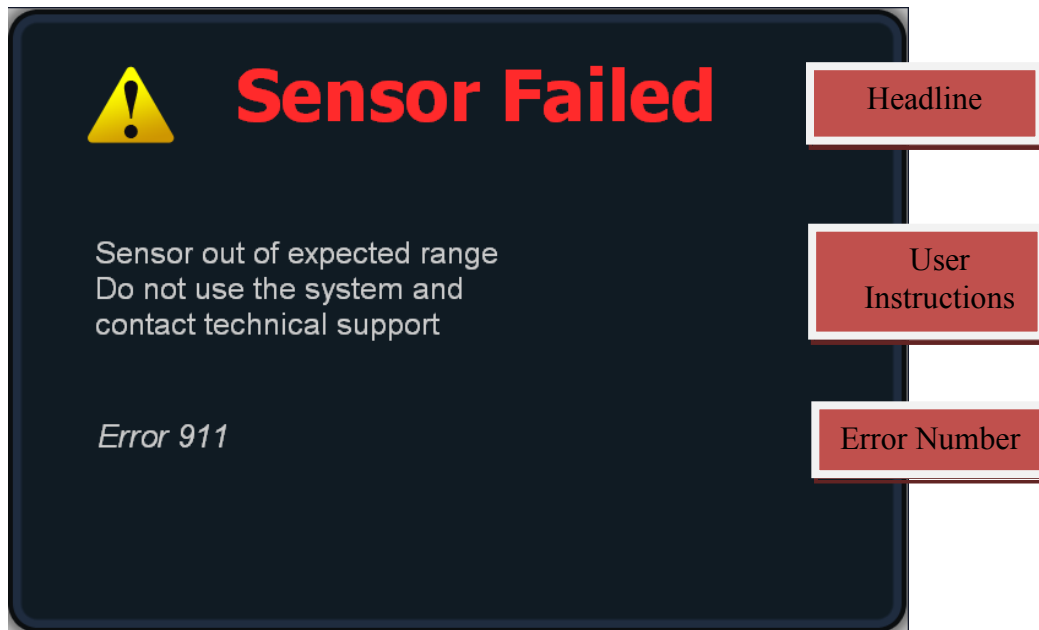 Sensor Failed
Headline
Sensor out of expected range
Do not use the system and
contact technical support
User
Instructions
Error 911
Error Number